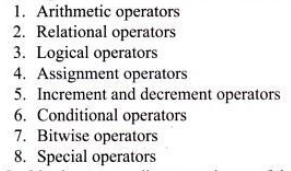 1. Arithmetic operators
2. Relational operators
3. Logical operators
4. Assignment operators
5. Increment and decrement operators
6. Conditional operators
7. Bitwise operators
8. Special operators